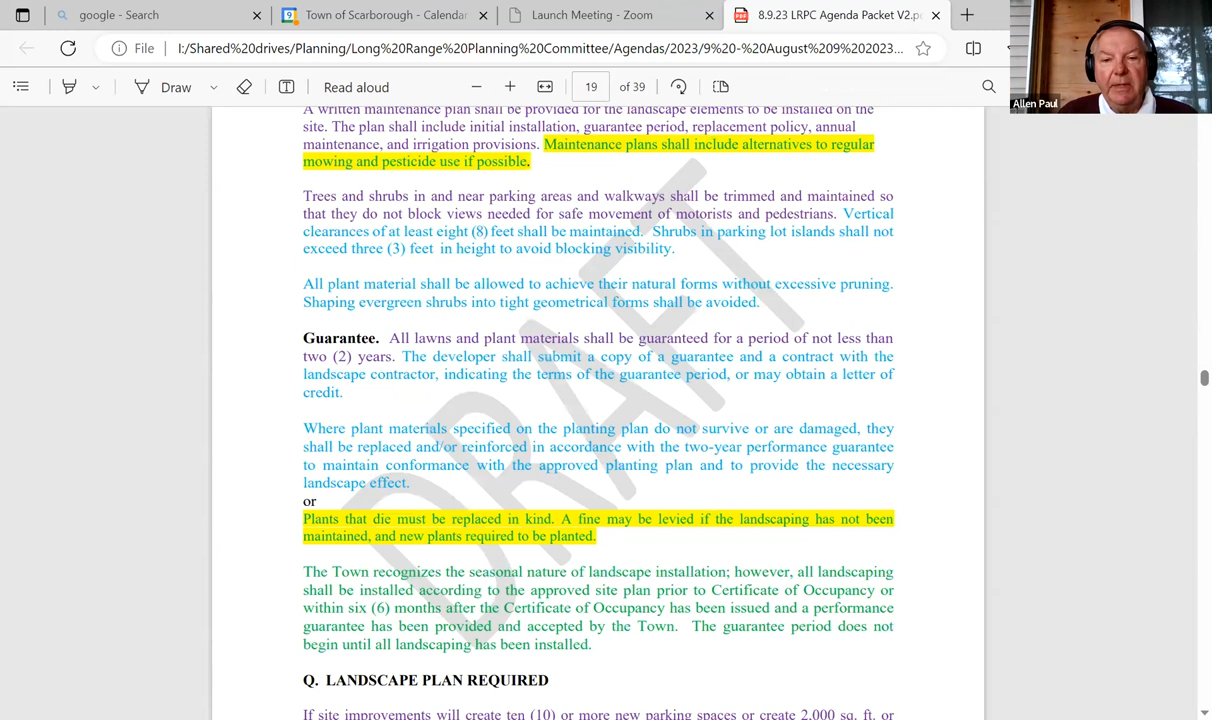 google - Search
Town of Scarborough - Calendar
Launch Meeting - Zoom
8.9.23 LRPC Agenda Packet V2.p
File
I:/Shared%20drives/Planning/Long%20Range%20Planning%20Committee/Agendas/2023/9%20-%20August%209%202023...
Draw
Read aloud
19 of 39
Allen Paul
A written maintenance plan shall be provided for the landscape elements to be installed on the
site. The plan shall include initial installation, guarantee period, replacement policy, annual
maintenance, and irrigation provisions. Maintenance plans shall include alternatives to regular
mowing and pesticide use if possible.
Trees and shrubs in and near parking areas and walkways shall be trimmed and maintained so
that they do not block views needed for safe movement of motorists and pedestrians. Vertical
clearances of at least eight (8) feet shall be maintained. Shrubs in parking lot islands shall not
exceed three (3) feet in height to avoid blocking visibility.
All plant material shall be allowed to achieve their natural forms without excessive pruning.
Shaping evergreen shrubs into tight geometrical forms shall be avoided.
Guarantee. All lawns and plant materials shall be guaranteed for a period of not less than
two (2) years. The developer shall submit a copy of a guarantee and a contract with the
landscape contractor, indicating the terms of the guarantee period, or may obtain a letter of
credit.
Where plant materials specified on the planting plan do not survive or are damaged, they
shall be replaced and/or reinforced in accordance with the two-year performance guarantee
to maintain conformance with the approved planting plan and to provide the necessary
landscape effect.
or
Plants that die must be replaced in kind. A fine may be levied if the landscaping has not been
maintained, and new plants required to be planted.
The Town recognizes the seasonal nature of landscape installation; however, all landscaping
shall be installed according to the approved site plan prior to Certificate of Occupancy or
within six (6) months after the Certificate of Occupancy has been issued and a performance
guarantee has been provided and accepted by the Town. The guarantee period does not
begin until all landscaping has been installed.
Q. LANDSCAPE PLAN REQUIRED
If site improvements will create ten (10) or more new parking spaces or create 2,000 sq. ft. or
DRAFT